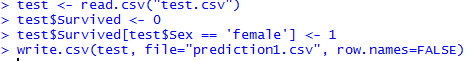 > test <- read.csv("test.csv")
> test$Survived <- 0
> test$Survived[test$Sex == 'female'] <- 1
> write.csv(test, file="prediction1.csv", row.names=FALSE)